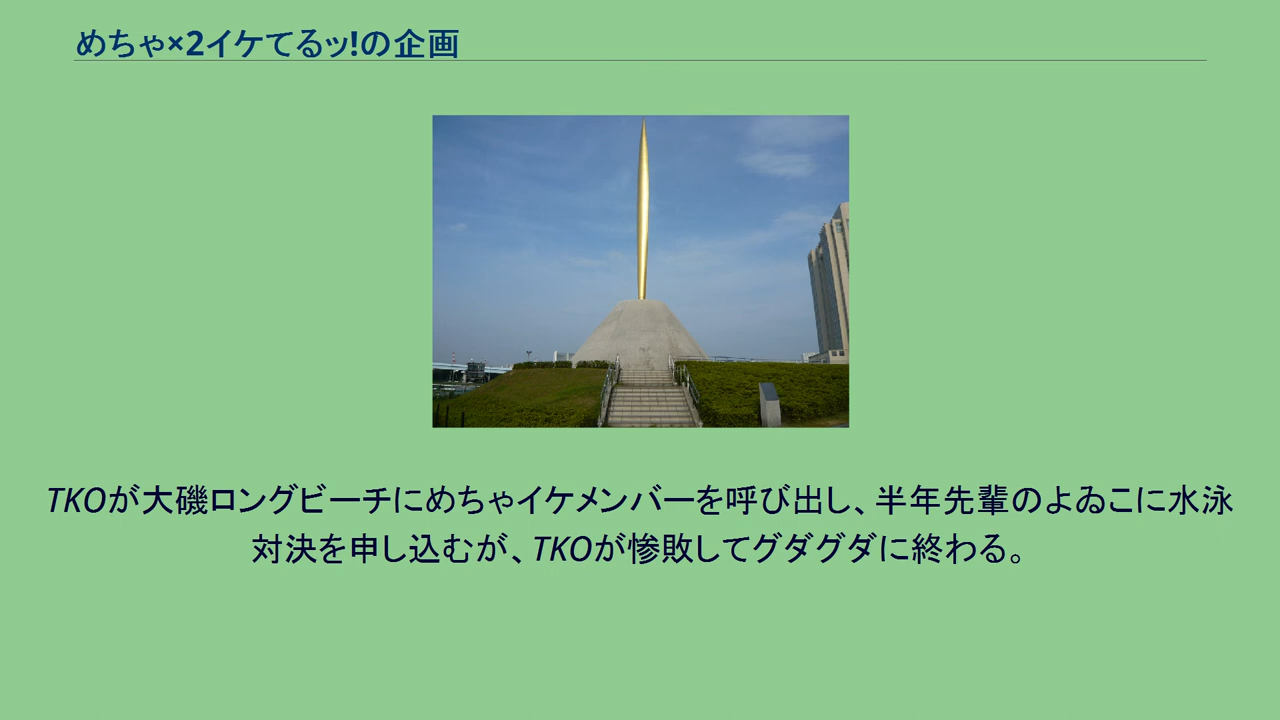 めちゃ×2イケてるッ!の企画
TKOが大磯ロングビーチにめちゃイケメンバーを呼び出し、半年先輩のよゐこに水泳
対決を申し込むが、TKOが惨敗してグダグダに終わる。